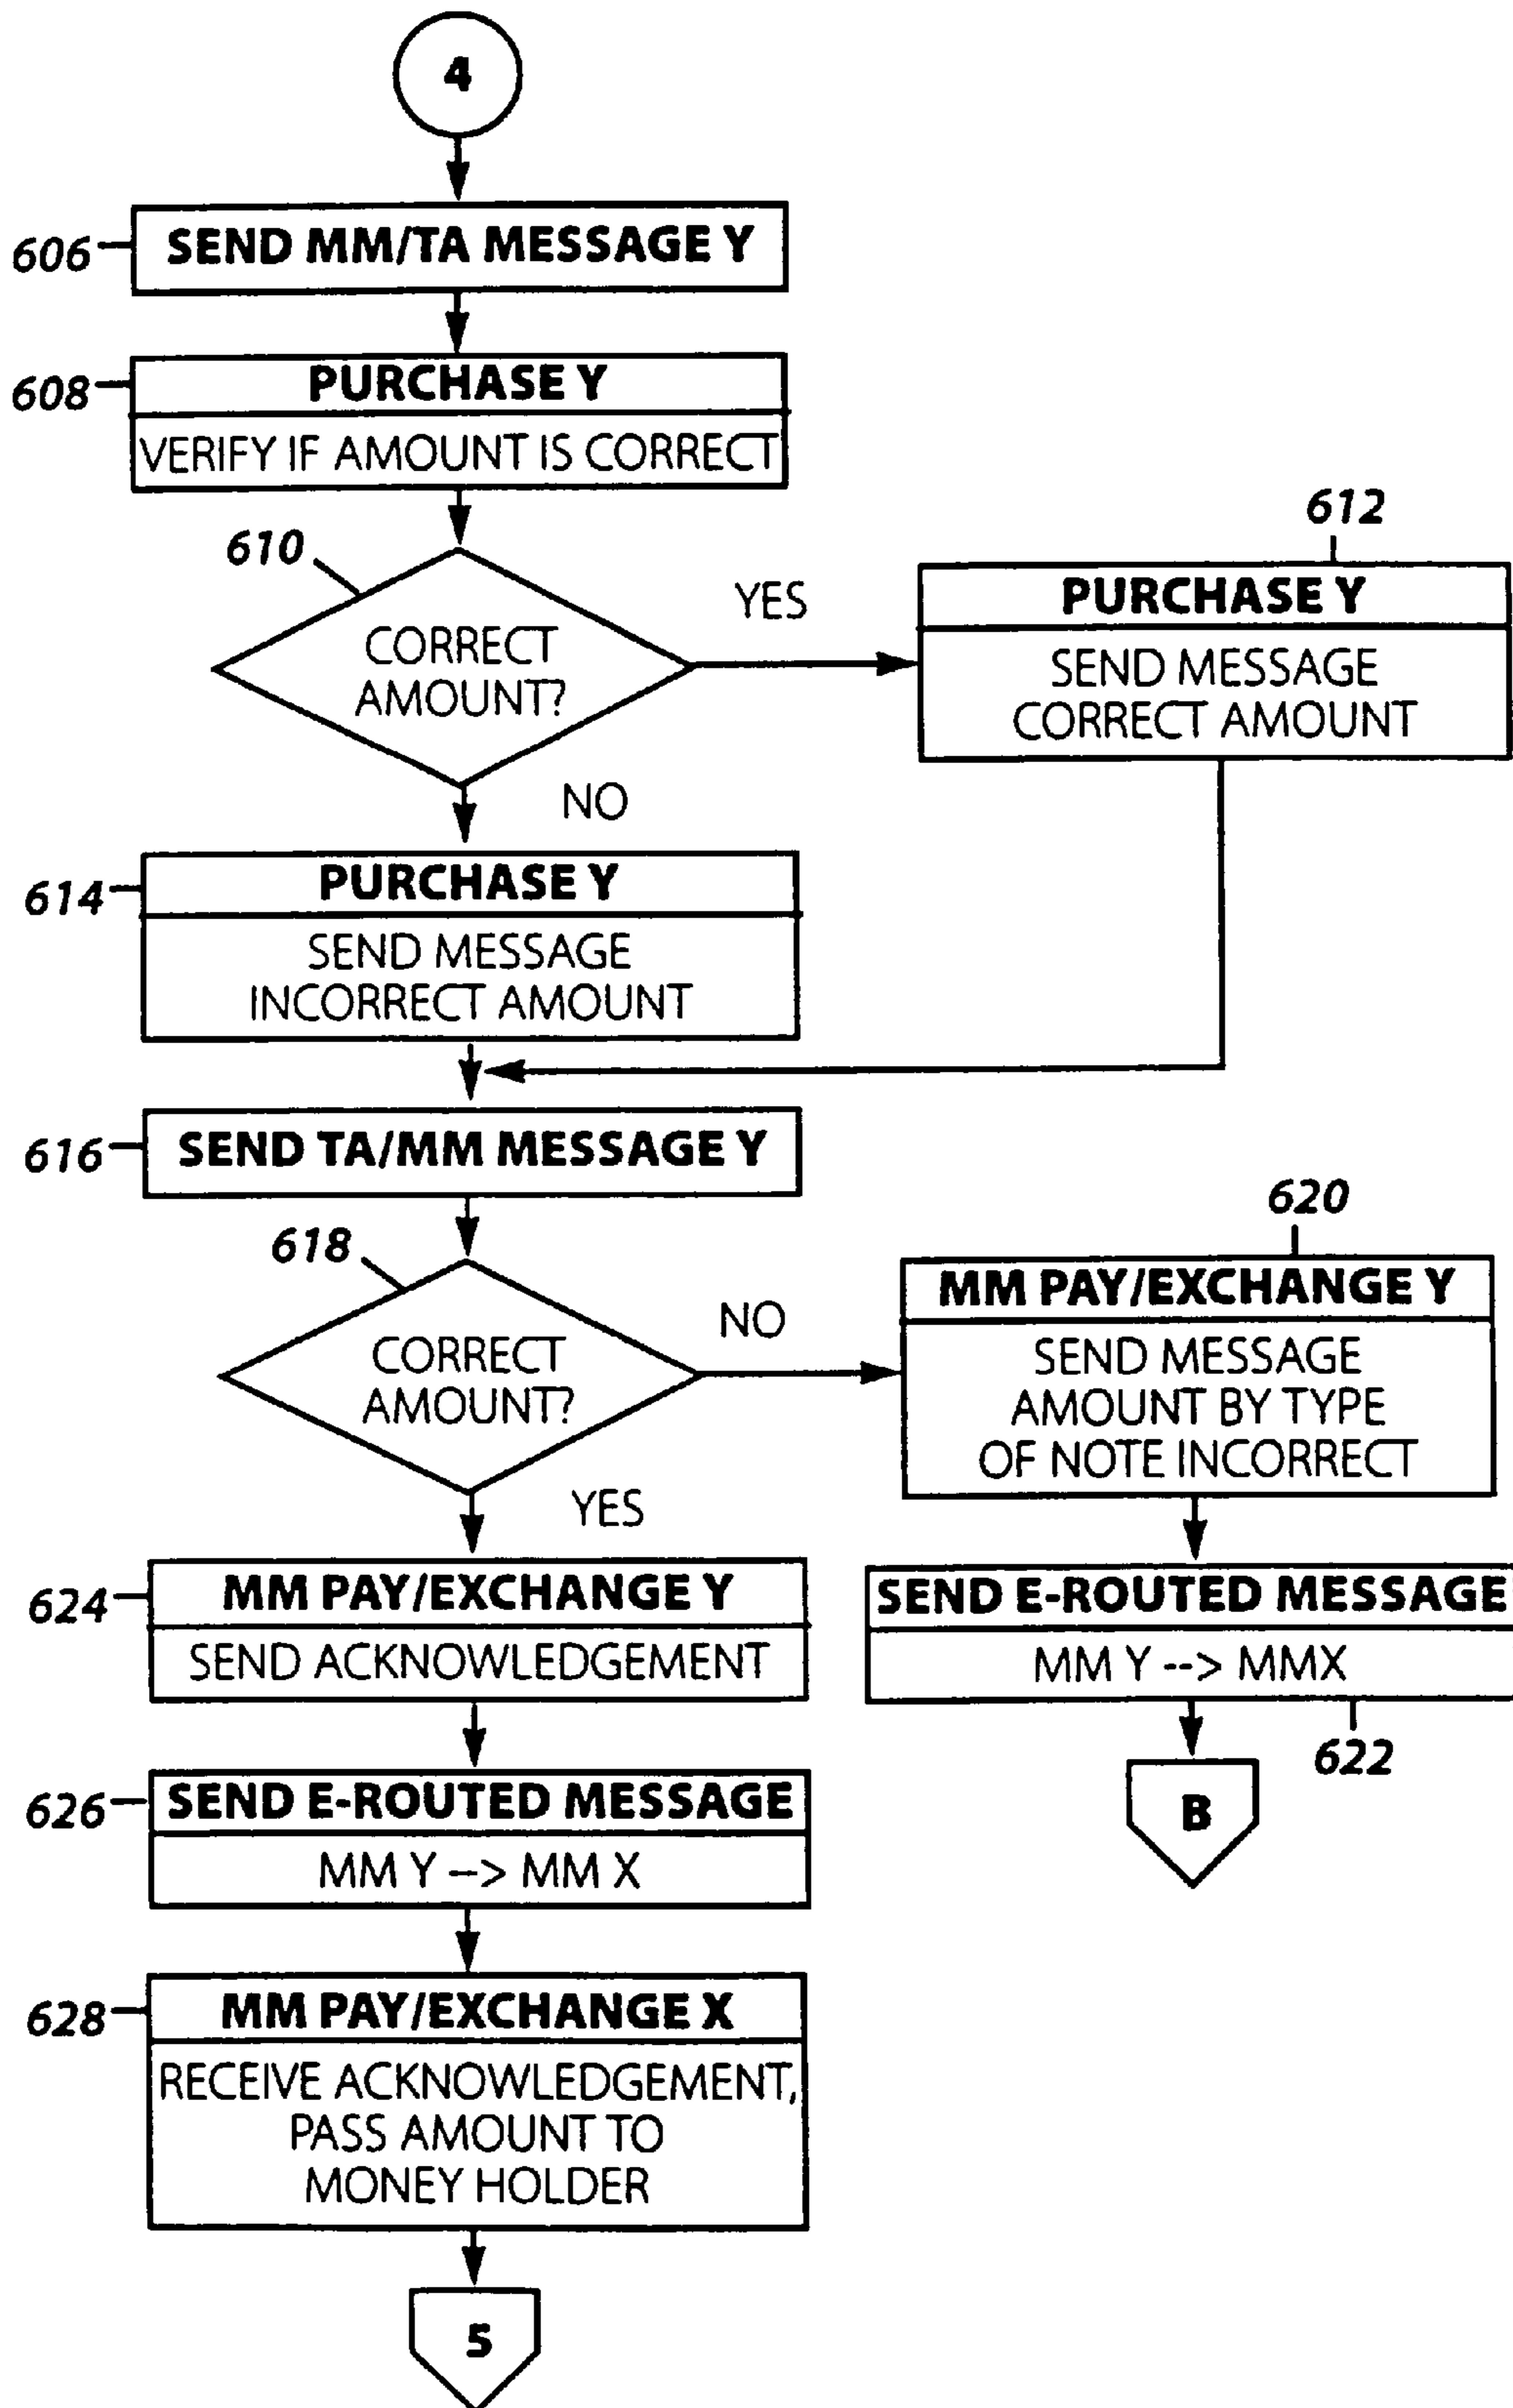 4
606
SEND MM/TA MESSAGE Y
608
PURCHASE Y
VERIFY IF AMOUNT IS CORRECT
610
CORRECT
AMOUNT?
YES
612
PURCHASE Y
SEND MESSAGE
CORRECT AMOUNT
NO
614
PURCHASE Y
SEND MESSAGE
INCORRECT AMOUNT
616
SEND TA/MM MESSAGE Y
618
CORRECT
AMOUNT?
NO
620
MM PAY/EXCHANGE Y
SEND MESSAGE
AMOUNT BY TYPE
OF NOTE INCORRECT
SEND E-ROUTED MESSAGE
MM Y --> MMX
622
B
YES
624
MM PAY/EXCHANGE Y
SEND ACKNOWLEDGEMENT
626
SEND E-ROUTED MESSAGE
MM Y --> MM X
628
MM PAY/EXCHANGE X
RECEIVE ACKNOWLEDGEMENT,
PASS AMOUNT TO
MONEY HOLDER
5